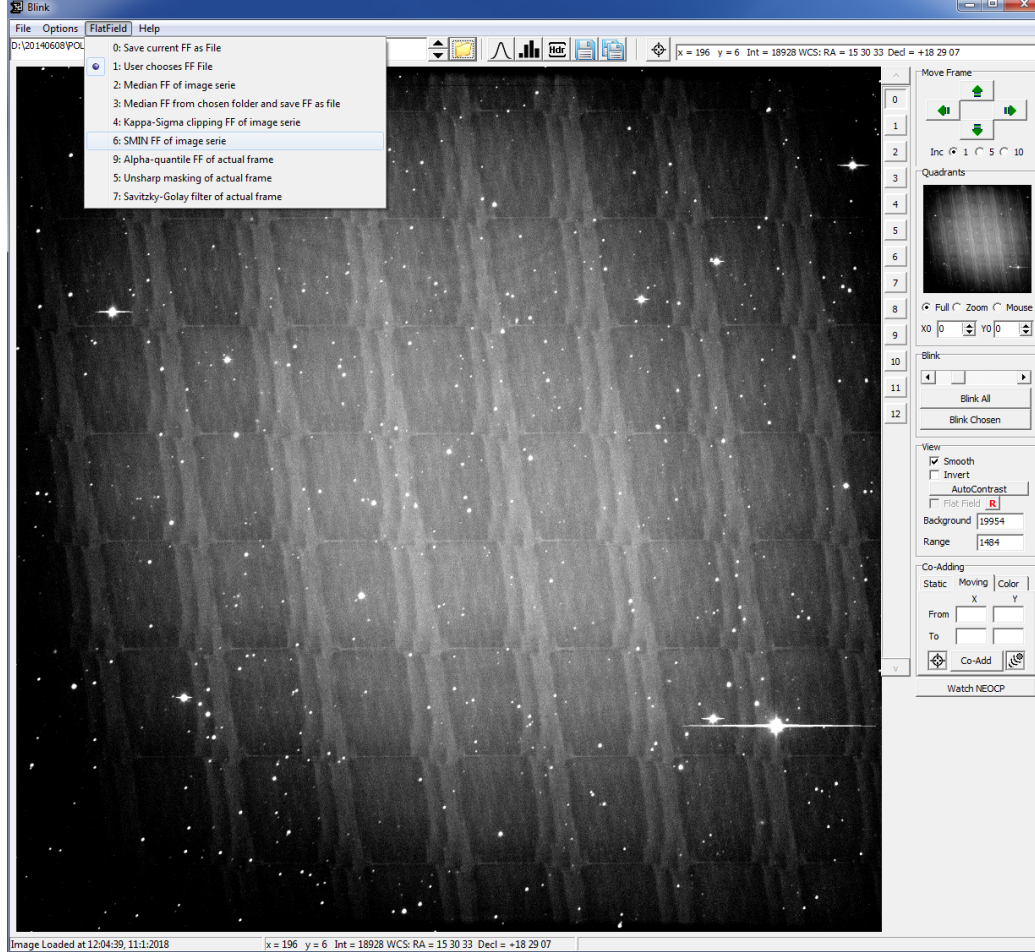 Blink
File Options FlatField Help
D:\20140608\POL
Hdr
x = 196 y = 6 Int = 18928 WCS: RA = 15 30 33 Decl = +18 29 07
0: Save current FF as File
1: User chooses FF File
2: Median FF of image serie
3: Median FF from chosen folder and save FF as file
4: Kappa-Sigma clipping FF of image serie
6: SMIN FF of image serie
9: Alpha-quantile FF of actual frame
5: Unsharp masking of actual frame
7: Savitzky-Golay filter of actual frame
0
1
2
3
4
5
6
7
8
9
10
11
12
Move Frame
Inc 1 5 10
Quadrants
Full Zoom Mouse
X0 0 Y0 0
Blink
Blink All
Blink Chosen
View
Smooth
Invert
AutoContrast
Flat Field R
Background 19954
Range 1484
Co-Adding
Static Moving Color
X Y
From
To
Co-Add
Watch NEOCP
Image Loaded at 12:04:39, 11:1:2018
x = 196 y = 6 Int = 18928 WCS: RA = 15 30 33 Decl = +18 29 07